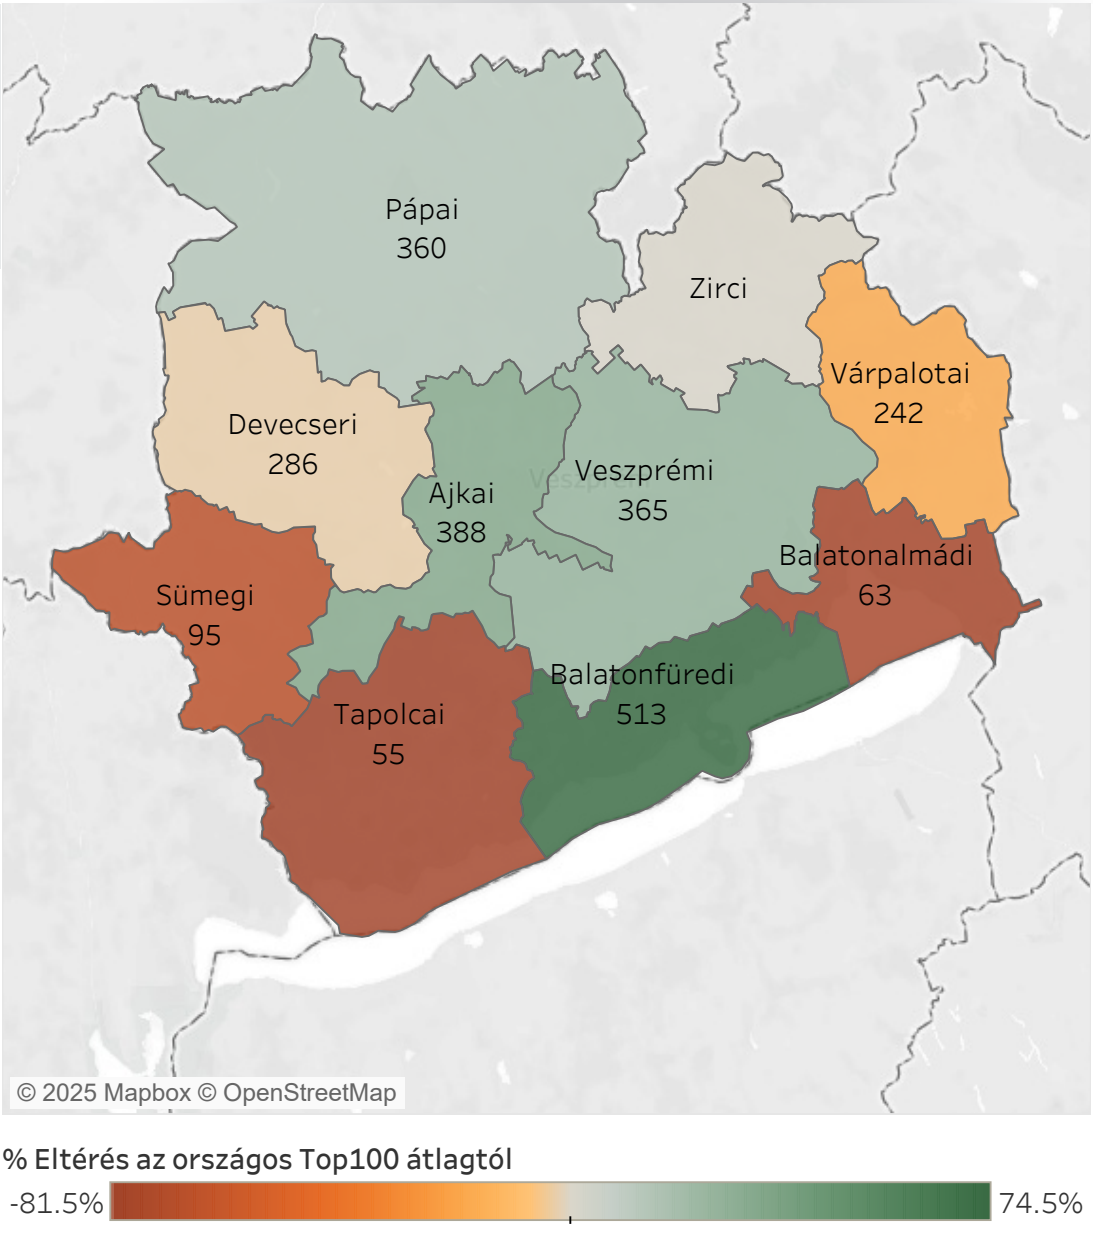 Pápai
360
Zirci
Várpalotai
242
Devecseri
286
Veszprémi
365
Ajkai
388
Veszprém
Balatonalmádi
63
Sümegi
95
Balatonfüredi
513
Tapolcai
55
© 2025 Mapbox © OpenStreetMap
% Eltérés az országos Top100 átlagtól
-81.5%
74.5%